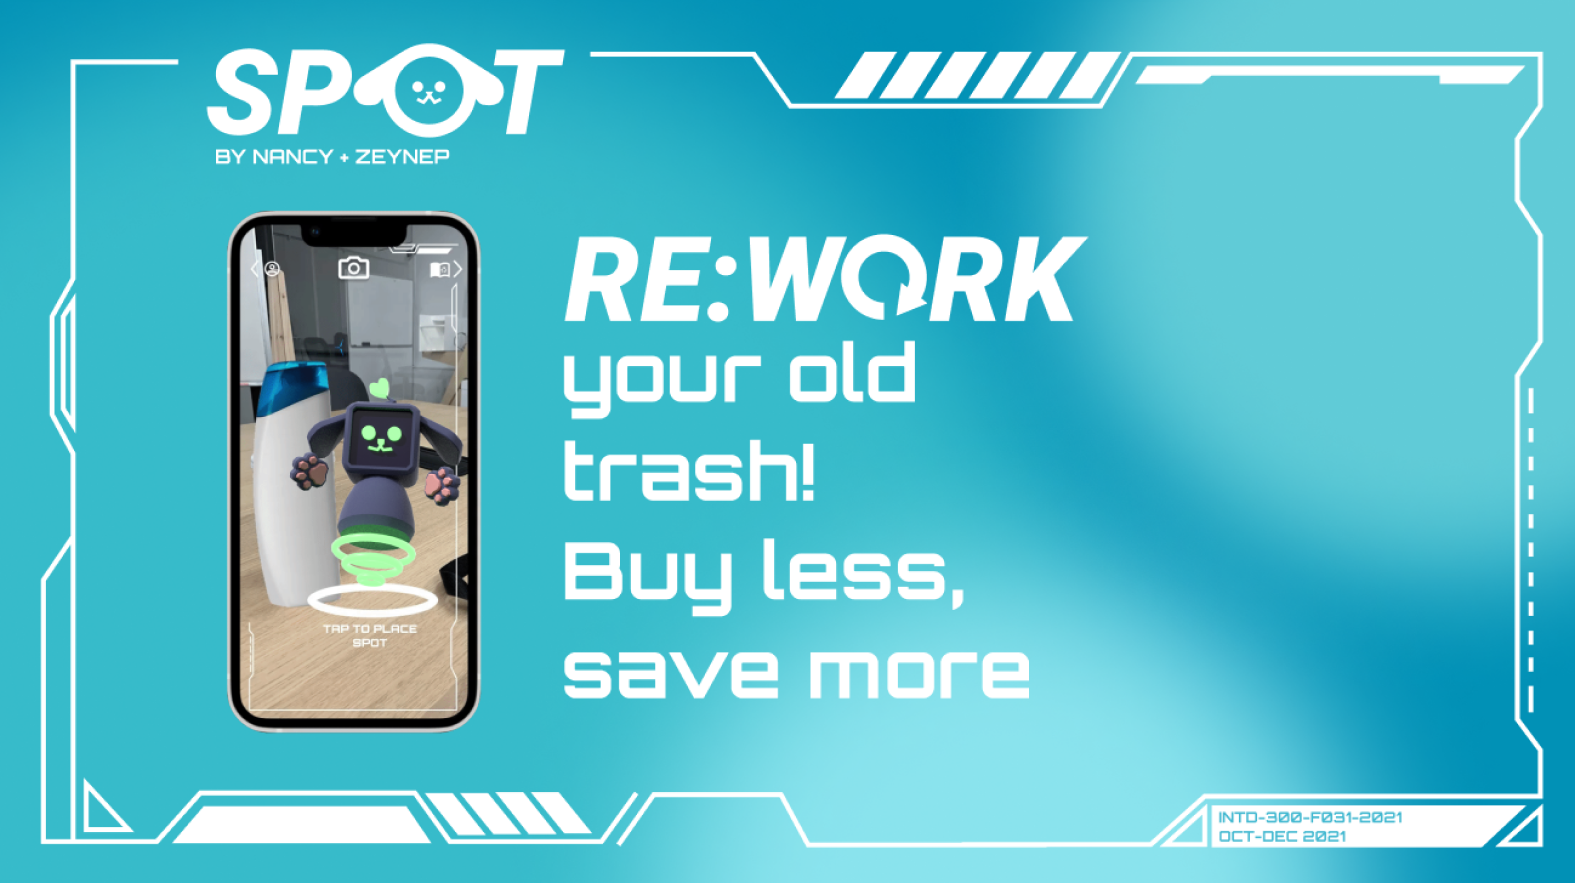 SPOT
BY NANCY + ZEYNEP
TAP TO PLACE
SPOT
RE:WORK
your old
trash!
Buy less,
save more
INTD-300-F031-2021
OCT-DEC 2021